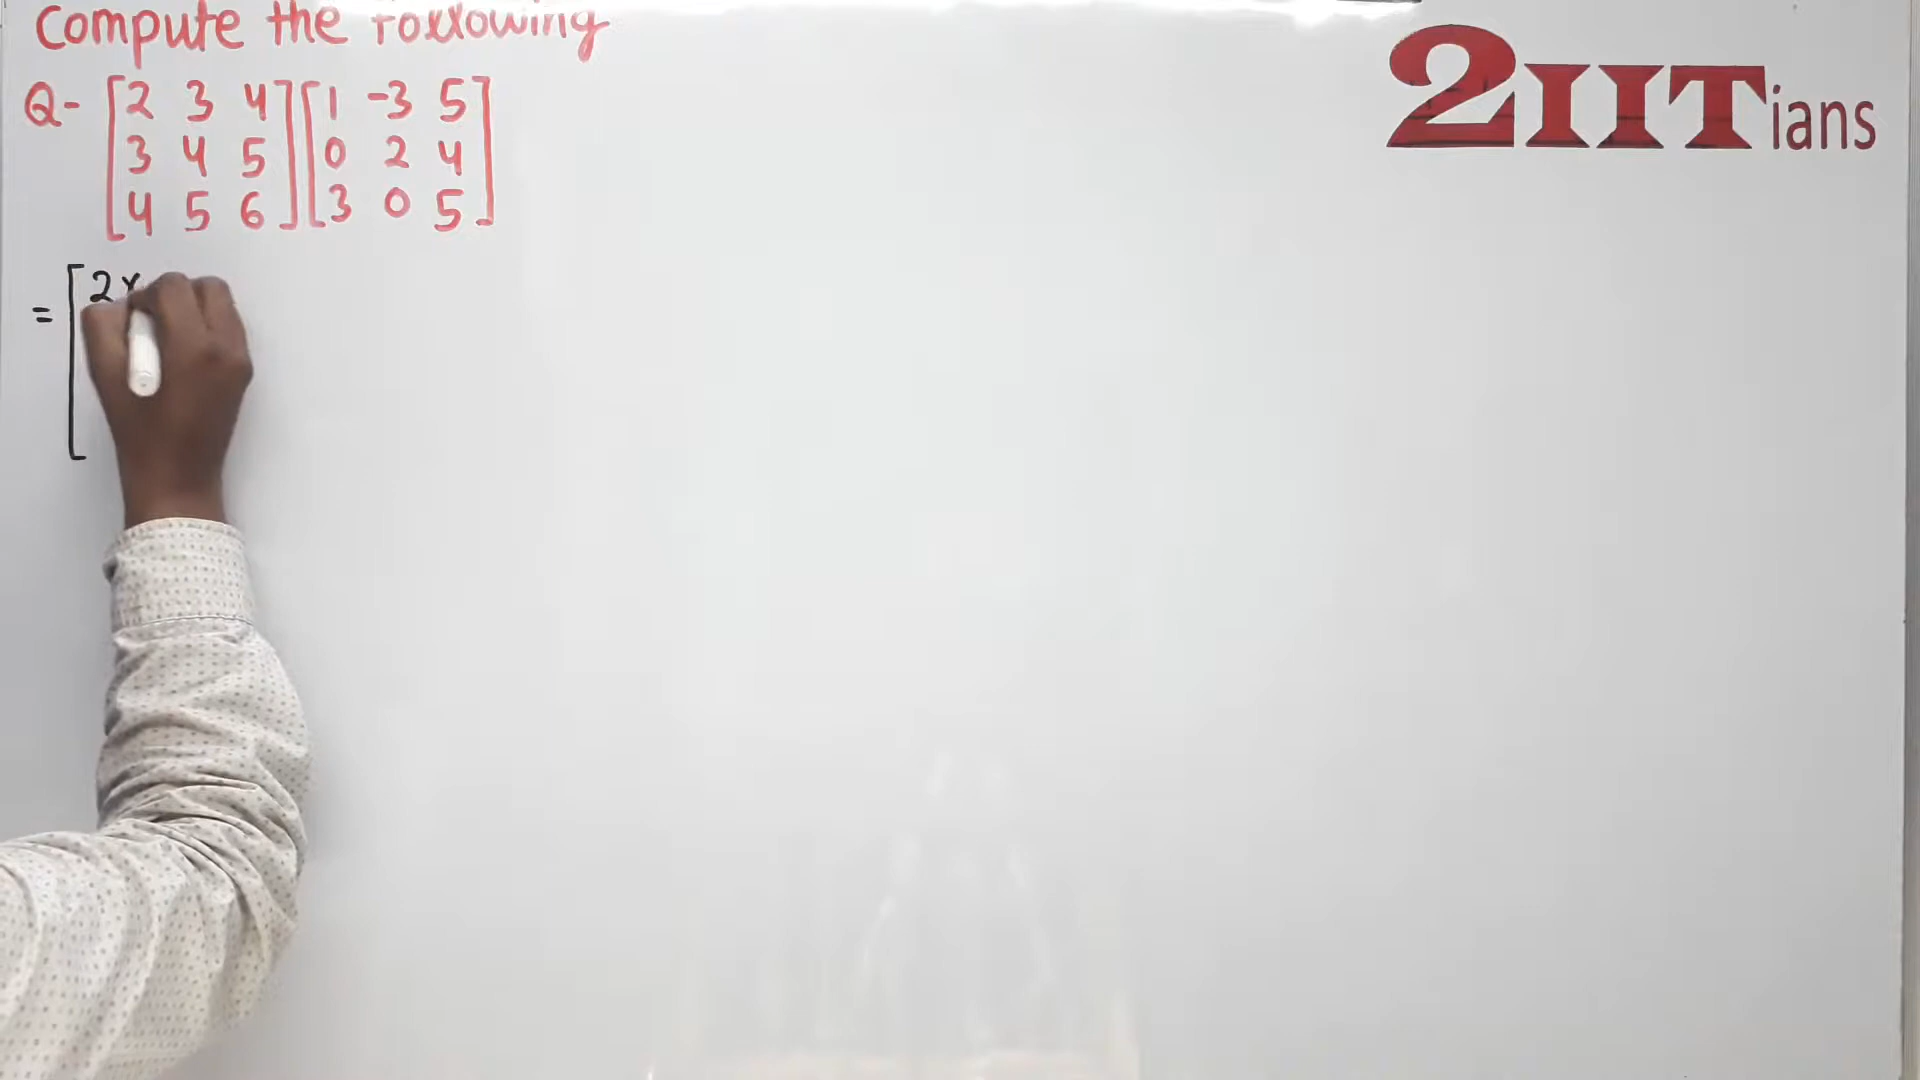 Compute the following
2IITians
Q- [2 3 4] [1 -3 5]
[3 4 5] [0 2 4]
[4 5 6] [3 0 5]
= [2x